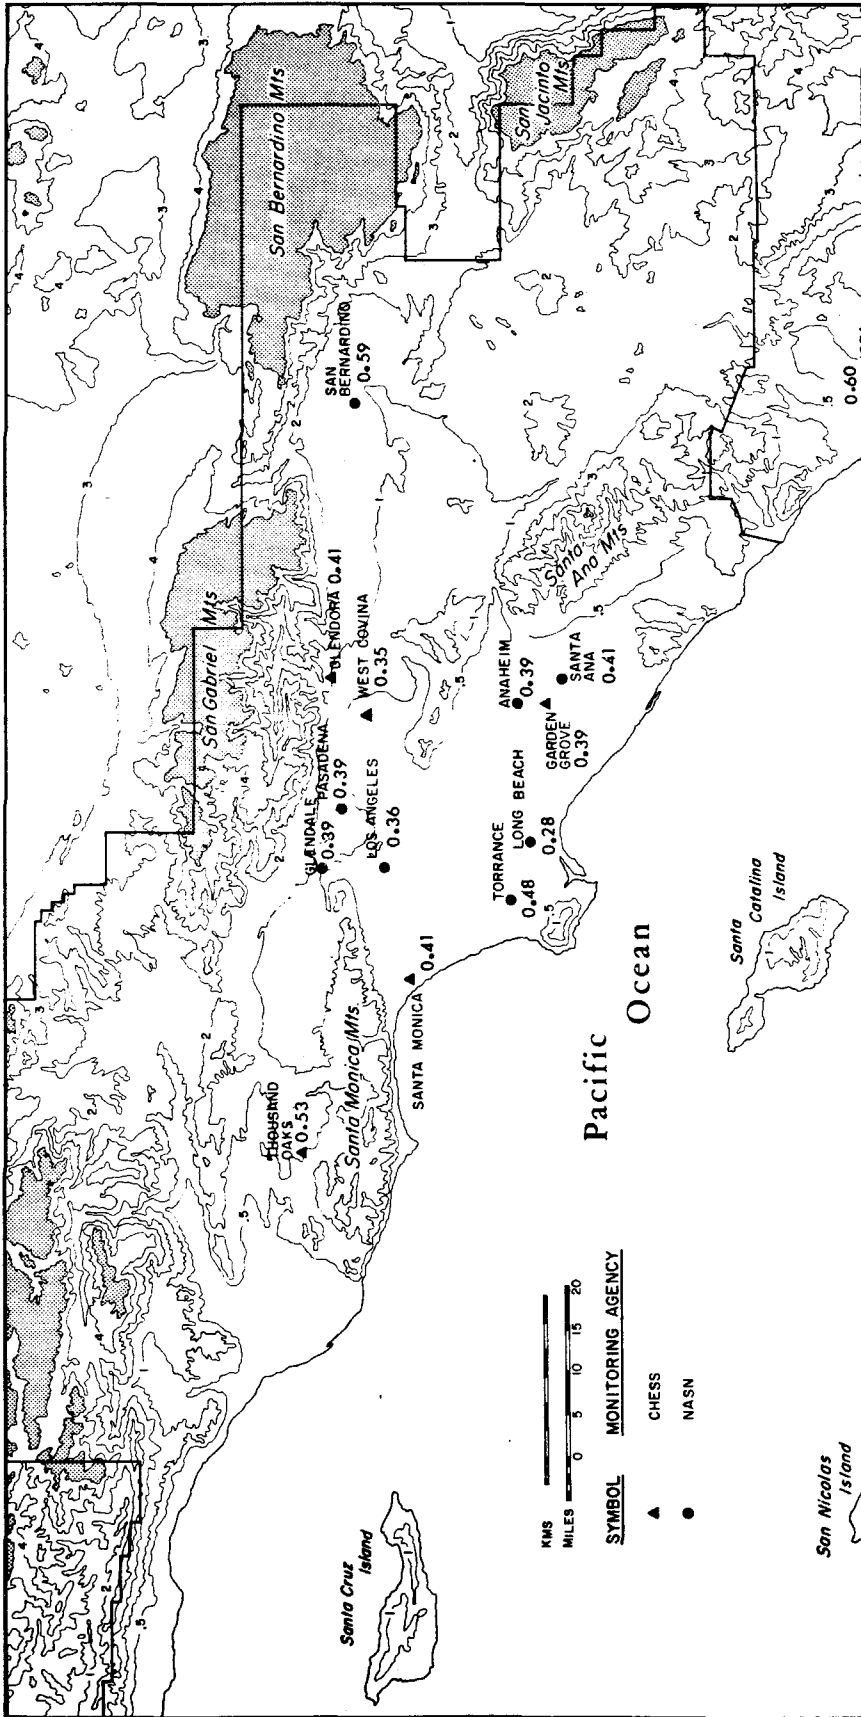 San Bernardino Mts
San
Jacinto
Mts
San Gabriel Mts
SAN
BERNARDINO
0.59
GLENDORA 0.41
WEST COVINA
0.35
PASADENA
0.39
GLENDALE
0.39
LOS ANGELES
0.36
Santa
Ana Mts
ANAHEIM
0.39
SANTA
ANA
0.41
GARDEN
GROVE
0.39
LONG BEACH
0.28
TORRANCE
0.48
SANTA MONICA
0.41
THOUSAND
OAKS
0.53
Santa Monica Mts.
0.60
Pacific
Ocean
Santa
Catalina
Island
Santa Cruz
Island
San Nicolas
Island
KMS
MILES
0 5 10 15 20
SYMBOL MONITORING AGENCY
▲ CHESS
● NASN